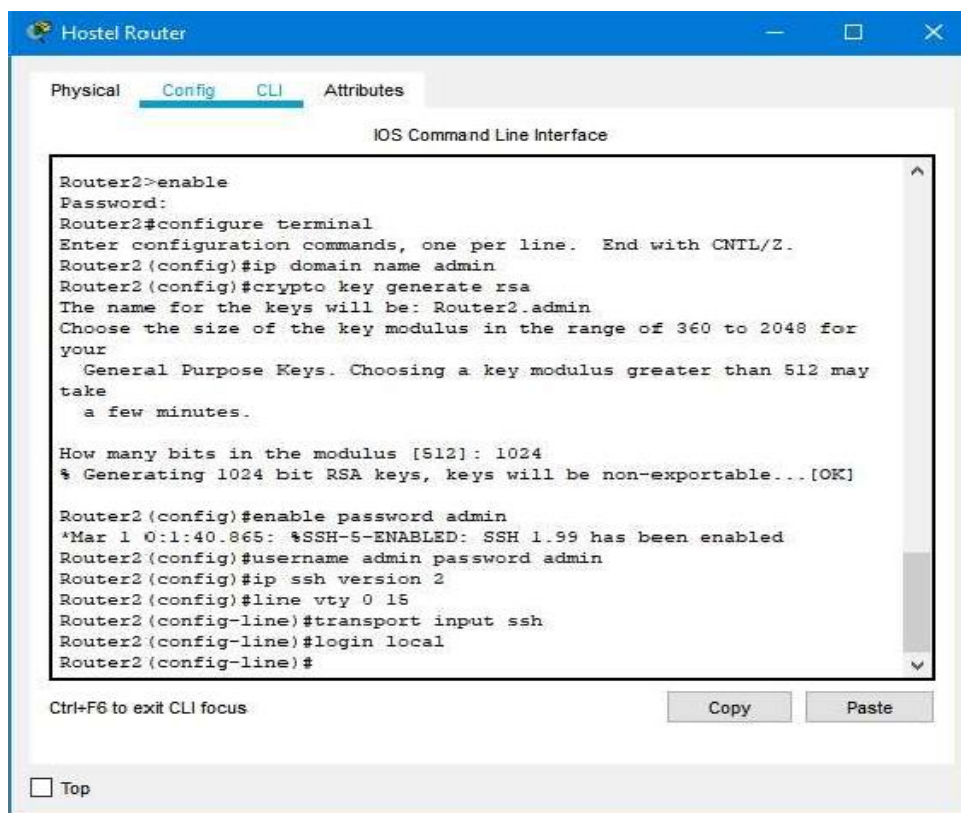 Hostel Router
Physical Config CLI Attributes
IOS Command Line Interface
Router2>enable
Password:
Router2#configure terminal
Enter configuration commands, one per line.  End with CNTL/Z.
Router2(config)#ip domain name admin
Router2(config)#crypto key generate rsa
The name for the keys will be: Router2.admin
Choose the size of the key modulus in the range of 360 to 2048 for
your
  General Purpose Keys. Choosing a key modulus greater than 512 may
take
  a few minutes.
How many bits in the modulus [512]: 1024
% Generating 1024 bit RSA keys, keys will be non-exportable...[OK]
Router2(config)#enable password admin
*Mar 1 0:1:40.865: %SSH-5-ENABLED: SSH 1.99 has been enabled
Router2(config)#username admin password admin
Router2(config)#ip ssh version 2
Router2(config)#line vty 0 15
Router2(config-line)#transport input ssh
Router2(config-line)#login local
Router2(config-line)#
Ctrl+F6 to exit CLI focus
Copy Paste
Top